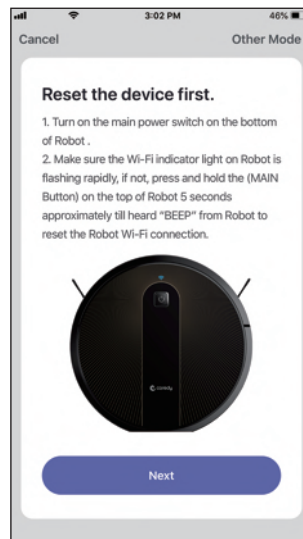 3:02 PM 46%
Cancel Other Mode
Reset the device first.
1. Turn on the main power switch on the bottom
of Robot .
2. Make sure the Wi-Fi indicator light on Robot is
flashing rapidly, if not, press and hold the (MAIN
Button) on the top of Robot 5 seconds
approximately till heard “BEEP” from Robot to
reset the Robot Wi-Fi connection.
Next